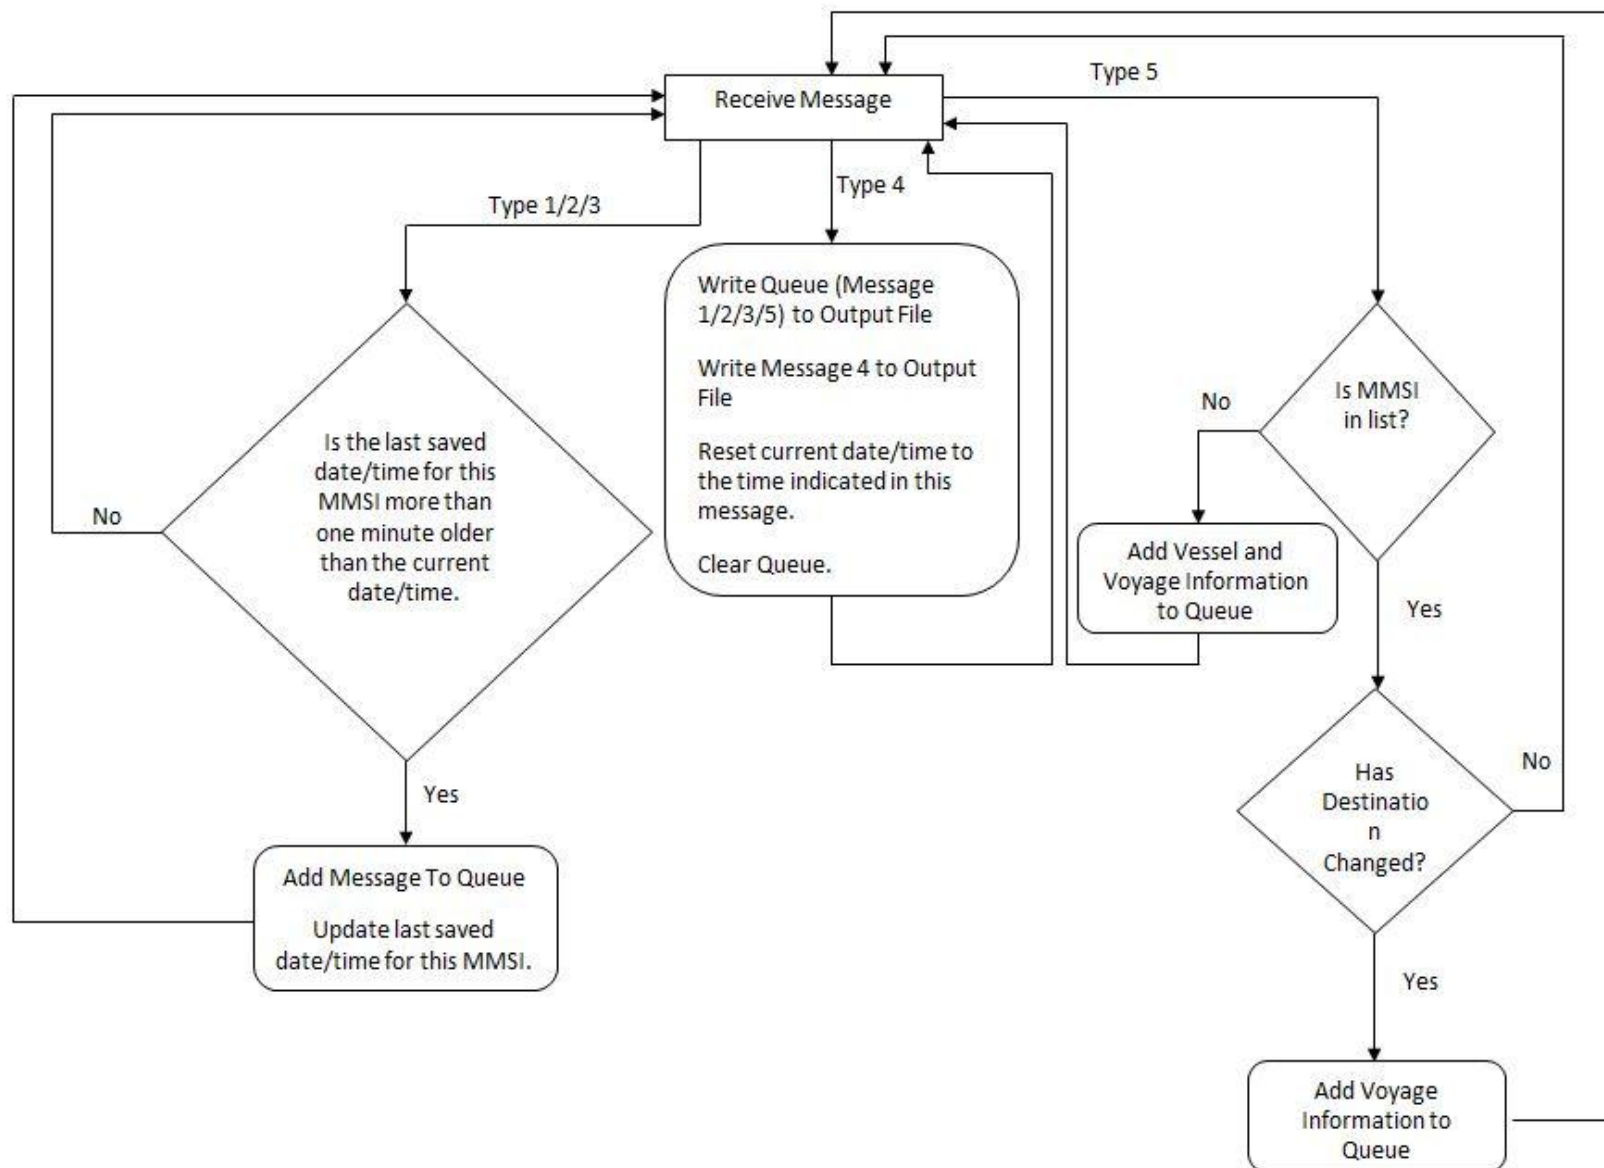 Receive Message
Type 5
Type 1/2/3
Type 4
Write Queue (Message
1/2/3/5) to Output File
Write Message 4 to Output
File
Reset current date/time to
the time indicated in this
message.
Clear Queue.
Is the last saved
date/time for this
MMSI more than
one minute older
than the current
date/time.
No
Yes
Add Message To Queue
Update last saved
date/time for this MMSI.
Is MMSI
in list?
No
Add Vessel and
Voyage Information
to Queue
Yes
Has
Destinatio
n
Changed?
No
Yes
Add Voyage
Information to
Queue